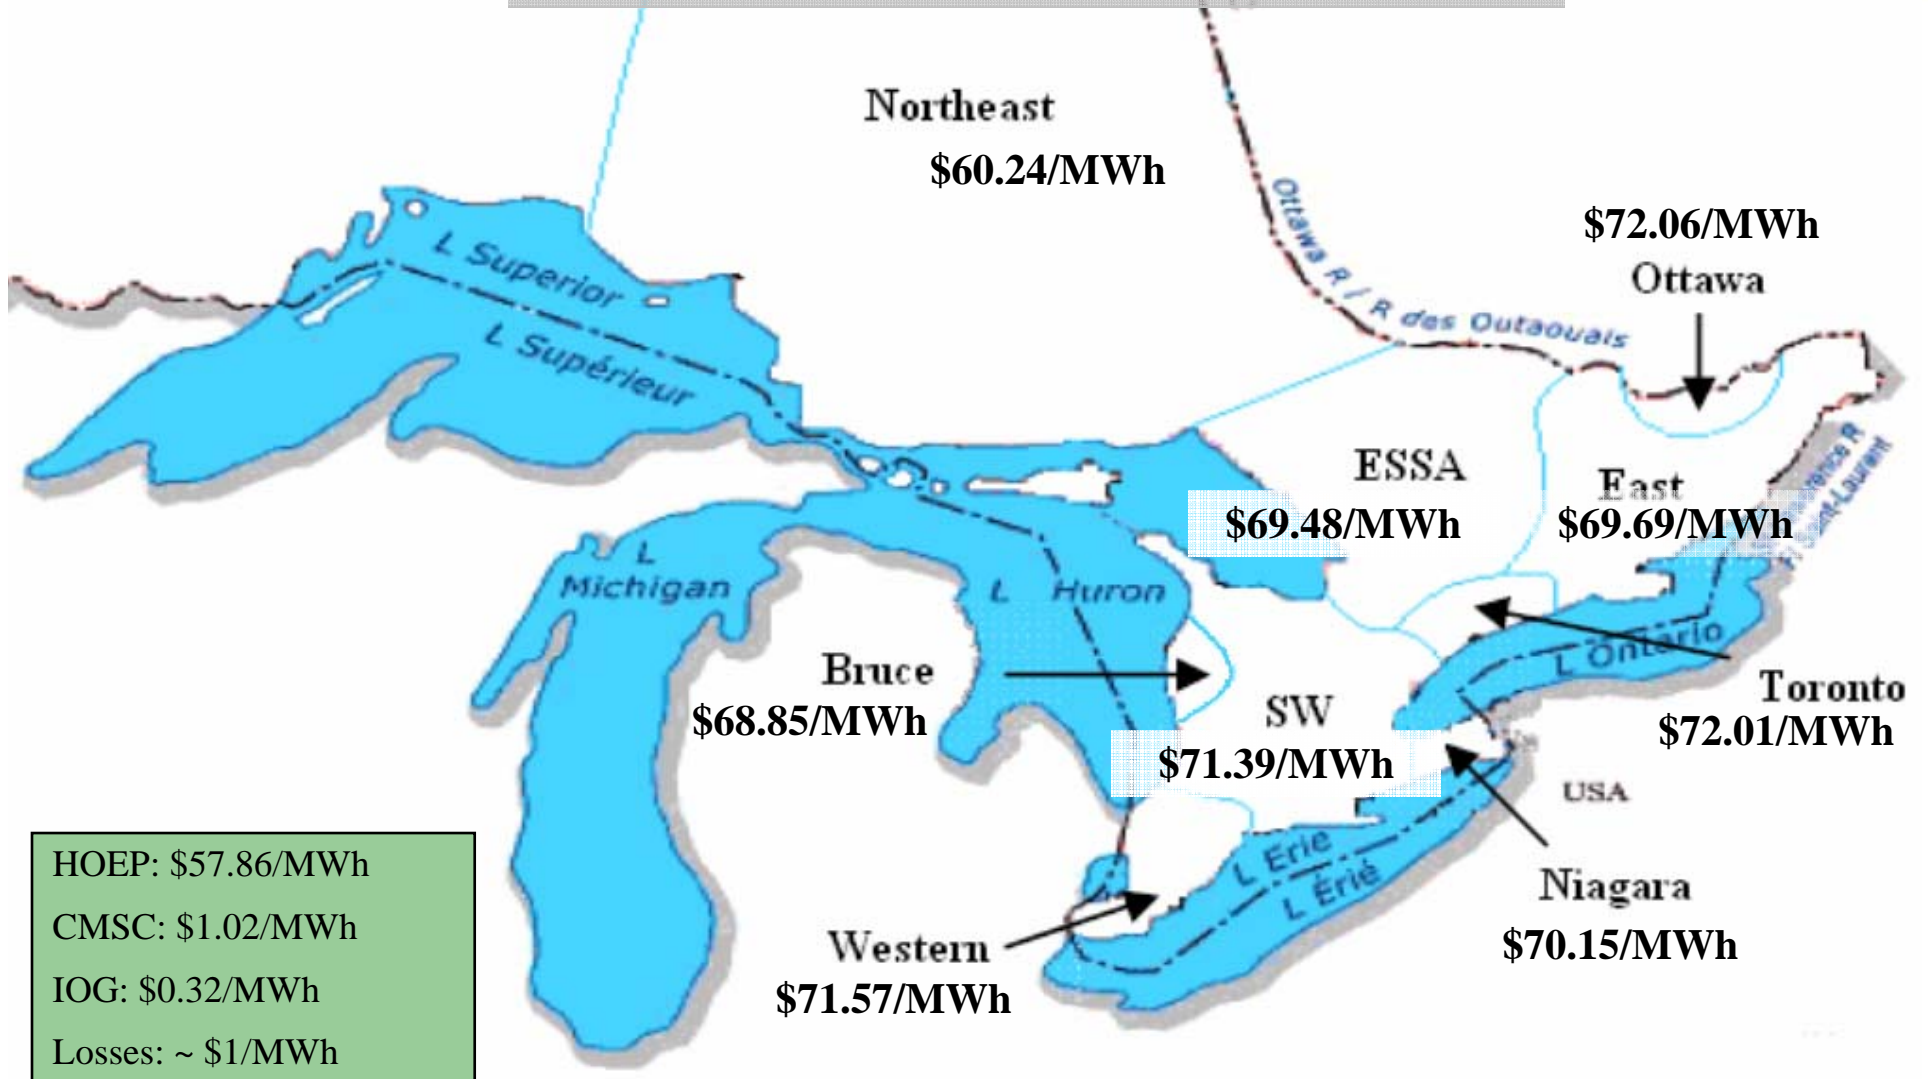 Northeast
$60.24/MWh
Ottawa R / R des Outaouais
$72.06/MWh
Ottawa
L Superior
L Supérieur
ESSA
$69.48/MWh
East
$69.69/MWh
rence R
Saint-Laurent
L
Michigan
L Huron
L Ontario
Bruce
$68.85/MWh
SW
$71.39/MWh
Toronto
$72.01/MWh
USA
L Erie
L Érié
Niagara
$70.15/MWh
Western
$71.57/MWh
HOEP: $57.86/MWh
CMSC: $1.02/MWh
IOG: $0.32/MWh
Losses: ~ $1/MWh